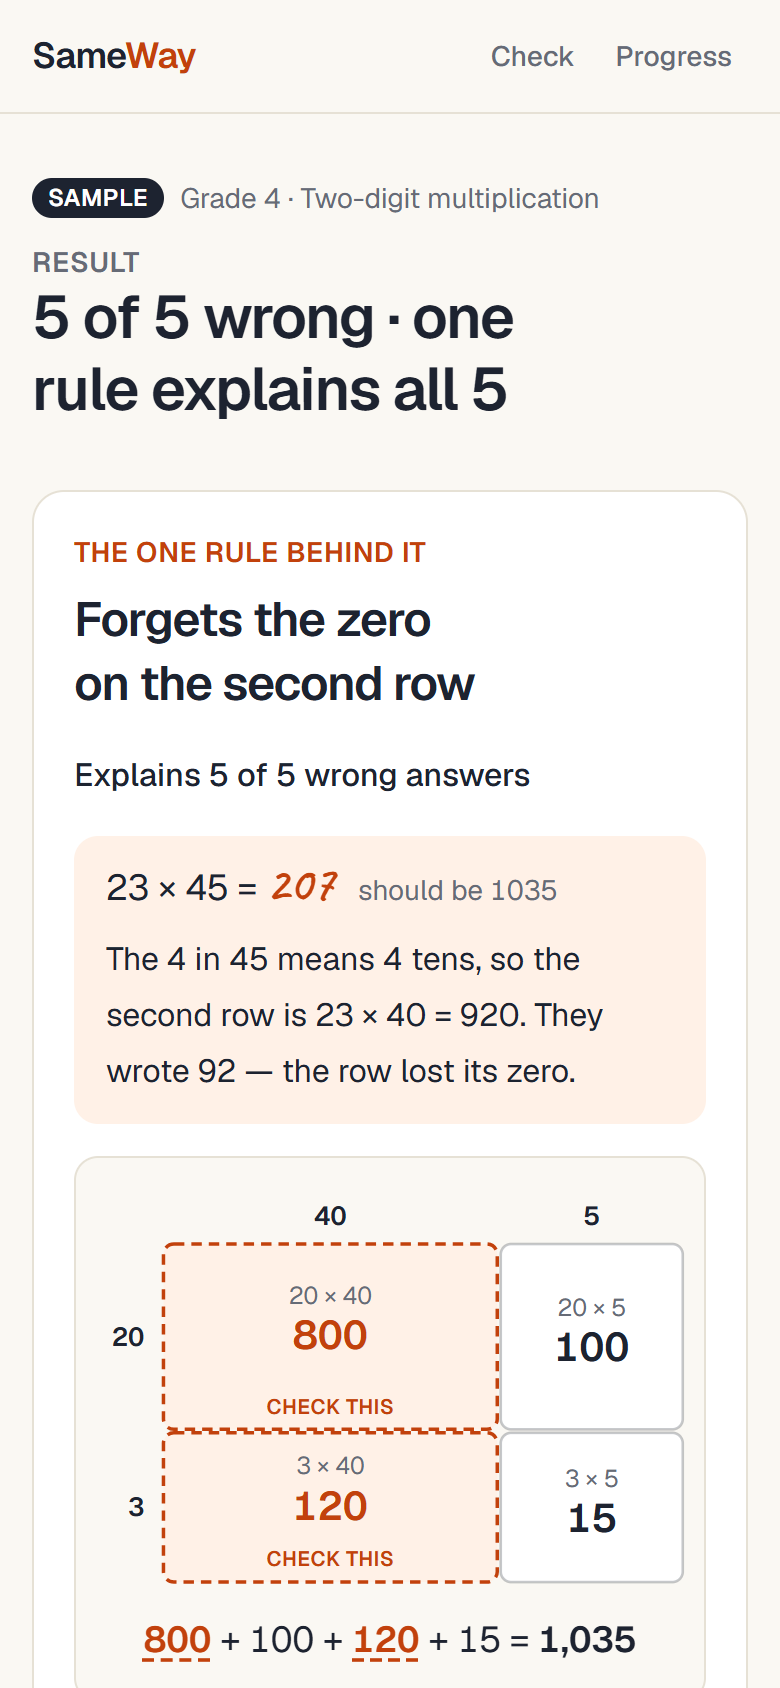 SameWay
Check Progress
SAMPLE Grade 4 · Two-digit multiplication
RESULT
5 of 5 wrong · one
rule explains all 5
THE ONE RULE BEHIND IT
Forgets the zero
on the second row
Explains 5 of 5 wrong answers
23 × 45 = 207 should be 1035
The 4 in 45 means 4 tens, so the
second row is 23 × 40 = 920. They
wrote 92 — the row lost its zero.
40 5
20 × 40
800
CHECK THIS
20 × 5
100
20
3 × 40
120
CHECK THIS
3 × 5
15
3
800 + 100 + 120 + 15 = 1,035